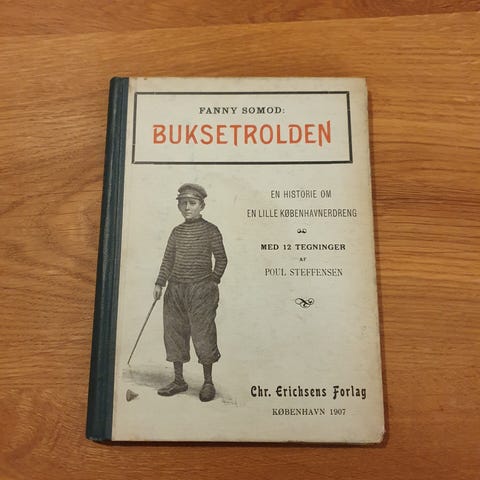 FANNY SØMOD:
BUKSETROLDEN
EN HISTORIE OM
EN LILLE KØBENHAVNERDRENG
MED 12 TEGNINGER
AF
POUL STEFFENSEN
Chr. Erichsens Forlag
KØBENHAVN 1907